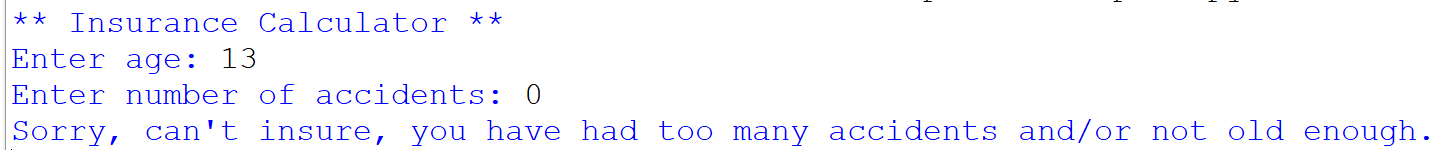 ** Insurance Calculator **
Enter age: 13
Enter number of accidents: 0
Sorry, can't insure, you have had too many accidents and/or not old enough.